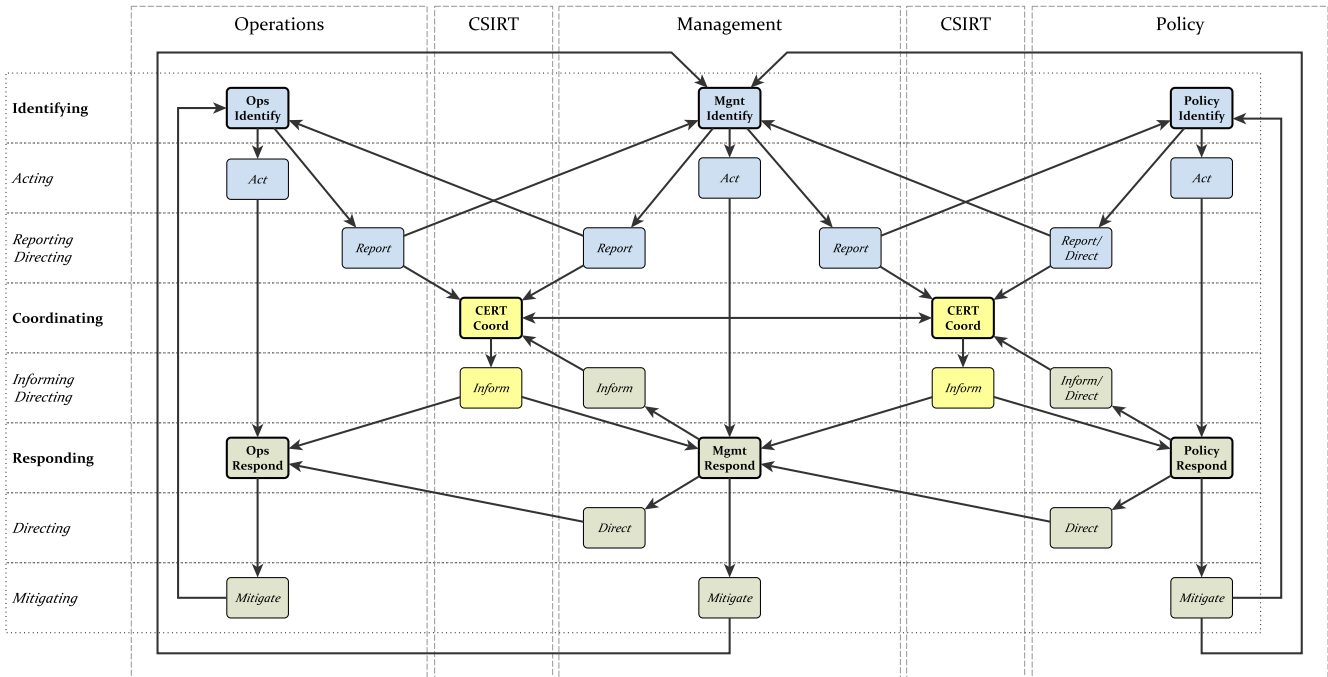 Operations
CSIRT
Management
CSIRT
Policy
Identifying
Ops
Identify
Mgnt
Identify
Policy
Identify
Acting
Act
Act
Act
Reporting
Directing
Report
Report
Report
Report/
Direct
Coordinating
CERT
Coord
CERT
Coord
Informing
Directing
Inform
Inform
Inform
Inform/
Direct
Responding
Ops
Respond
Mgmt
Respond
Policy
Respond
Directing
Direct
Direct
Mitigating
Mitigate
Mitigate
Mitigate